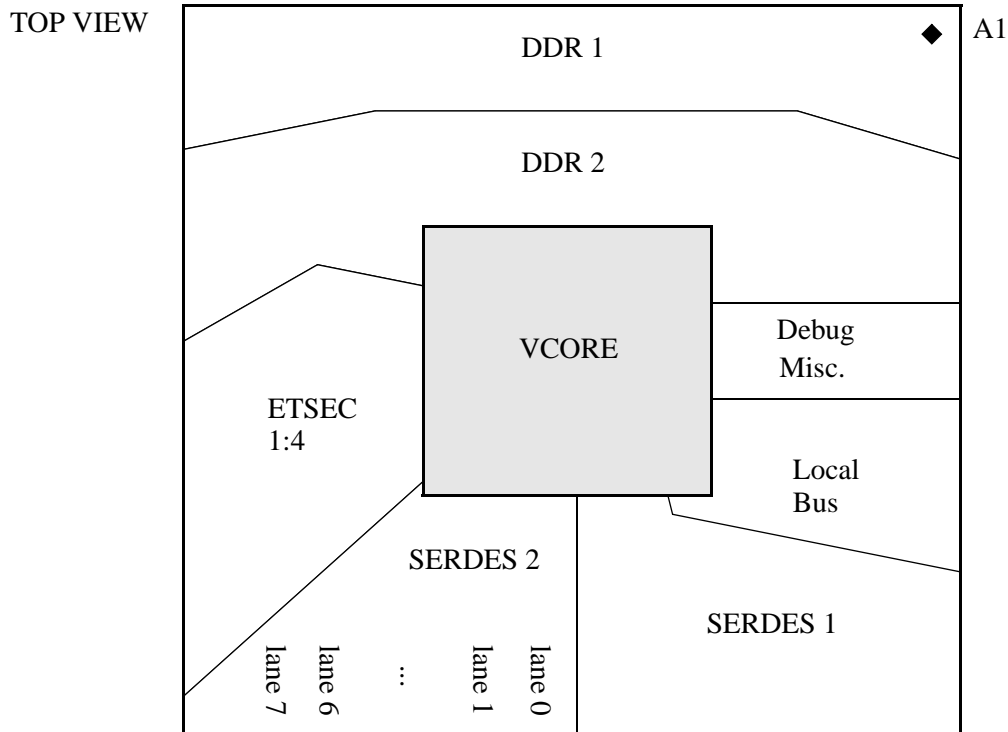 TOP VIEW
DDR 1
A1
DDR 2
Debug
Misc.
VCORE
ETSEC
1:4
Local
Bus
SERDES 2
SERDES 1
lane 7
lane 6
...
lane 1
lane 0